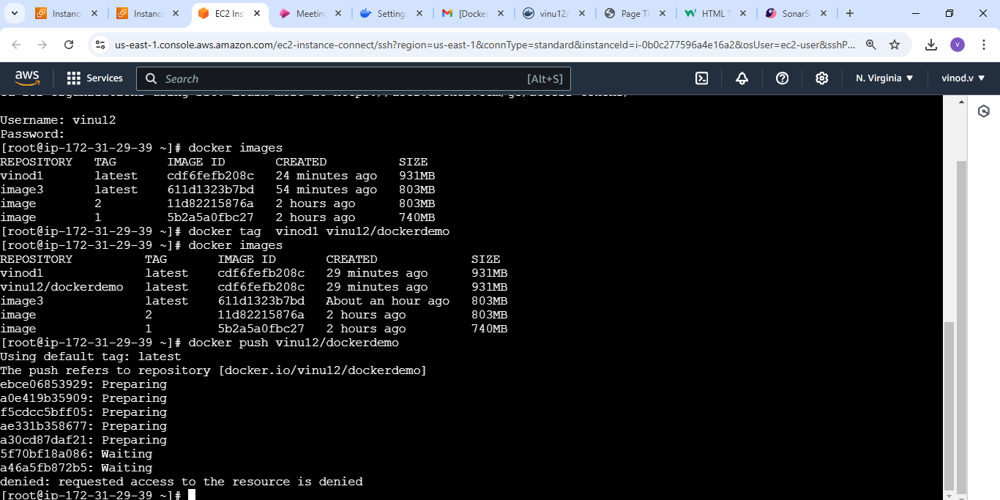 Instanc
Instanc
EC2 Ins
Meetin
Setting
[Docke
vinu12/
Page Ti
HTML T
SonarS
us-east-1.console.aws.amazon.com/ec2-instance-connect/ssh?region=us-east-1&connType=standard&instanceId=i-0b0c277596a4e16a2&osUser=ec2-user&sshP...
V
aws
Services
Search
[Alt+S]
N. Virginia
vinod.v
Username: vinu12
Password:
[root@ip-172-31-29-39 ~]# docker images
REPOSITORY TAG IMAGE ID CREATED SIZE
vinod1 latest cdf6fefb208c 24 minutes ago 931MB
image3 latest 611d1323b7bd 54 minutes ago 803MB
image 2 11d82215876a 2 hours ago 803MB
image 1 5b2a5a0fbc27 2 hours ago 740MB
[root@ip-172-31-29-39 ~]# docker tag  vinod1 vinu12/dockerdemo
[root@ip-172-31-29-39 ~]# docker images
REPOSITORY TAG IMAGE ID CREATED SIZE
vinod1 latest cdf6fefb208c 29 minutes ago 931MB
vinu12/dockerdemo latest cdf6fefb208c 29 minutes ago 931MB
image3 latest 611d1323b7bd About an hour ago 803MB
image 2 11d82215876a 2 hours ago 803MB
image 1 5b2a5a0fbc27 2 hours ago 740MB
[root@ip-172-31-29-39 ~]# docker push vinu12/dockerdemo
Using default tag: latest
The push refers to repository [docker.io/vinu12/dockerdemo]
ebce06853929: Preparing
a0e419b35909: Preparing
f5cdcc5bff05: Preparing
ae331b358677: Preparing
a30cd87daf21: Preparing
5f70bf18a086: Waiting
a46a5fb872b5: Waiting
denied: requested access to the resource is denied
[root@ip-172-31-29-39 ~]#